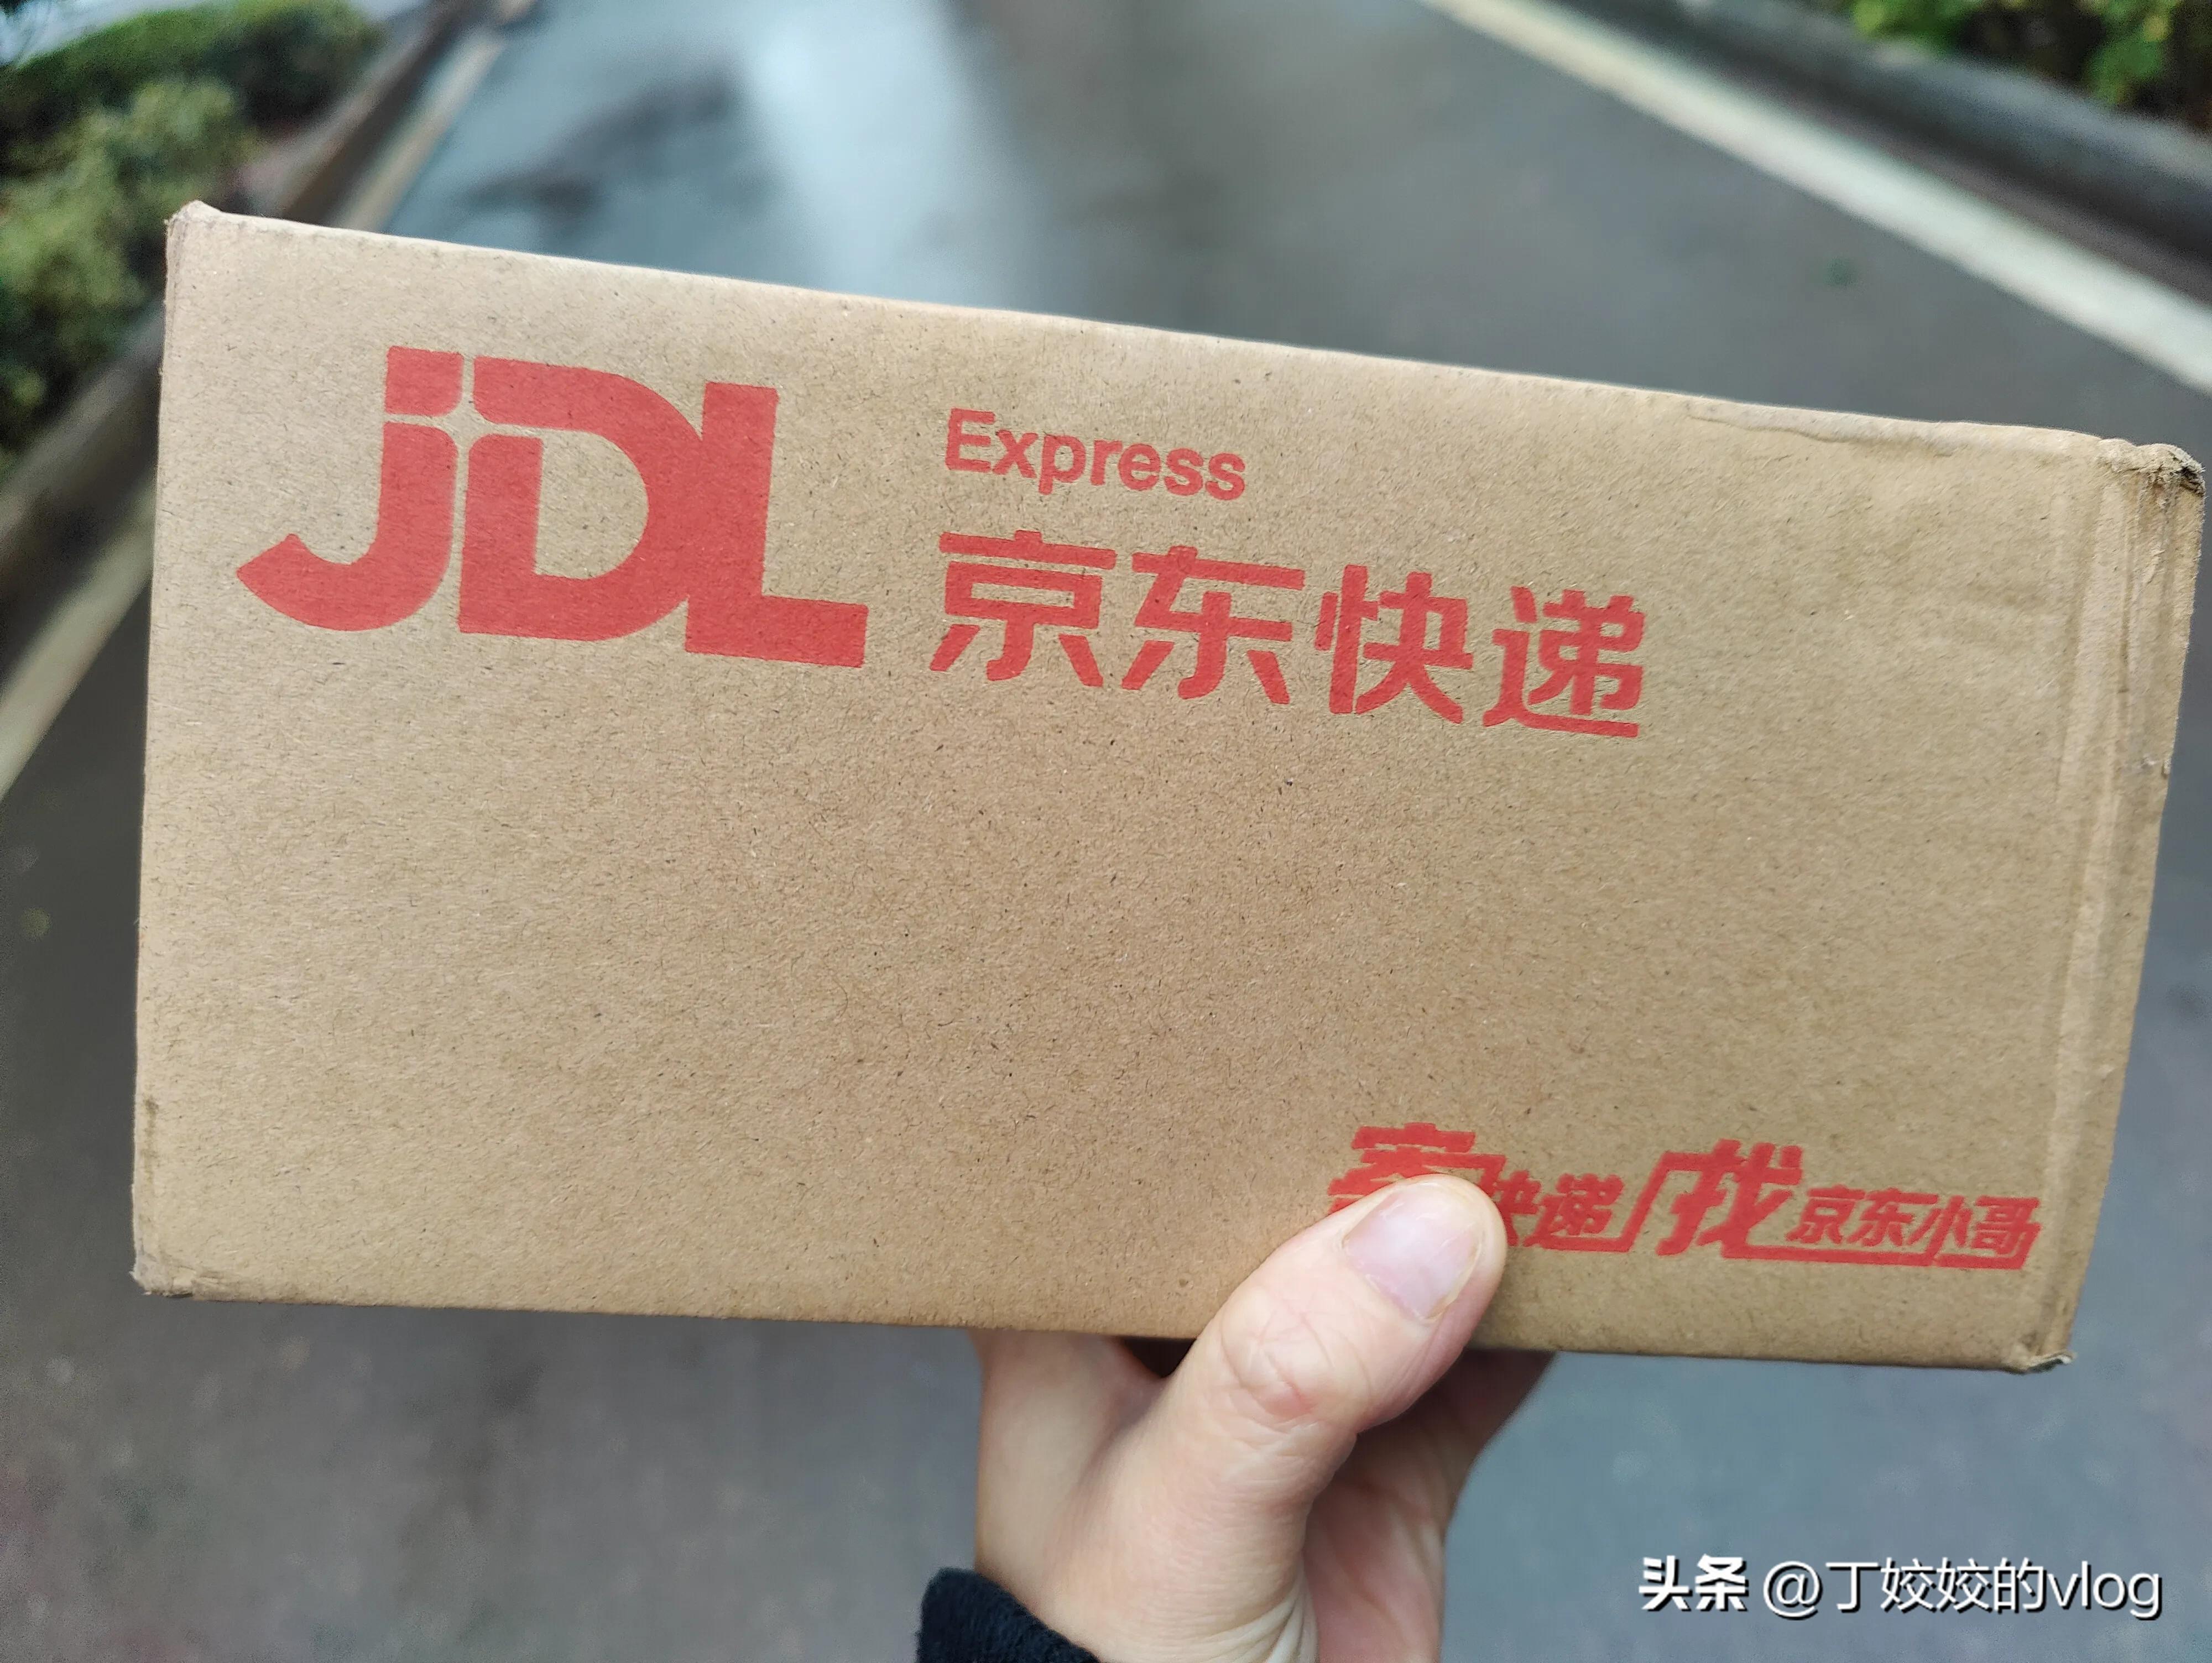 JDL
Express
京东快递
快递 找京东小哥
头条 @丁姣姣的vlog